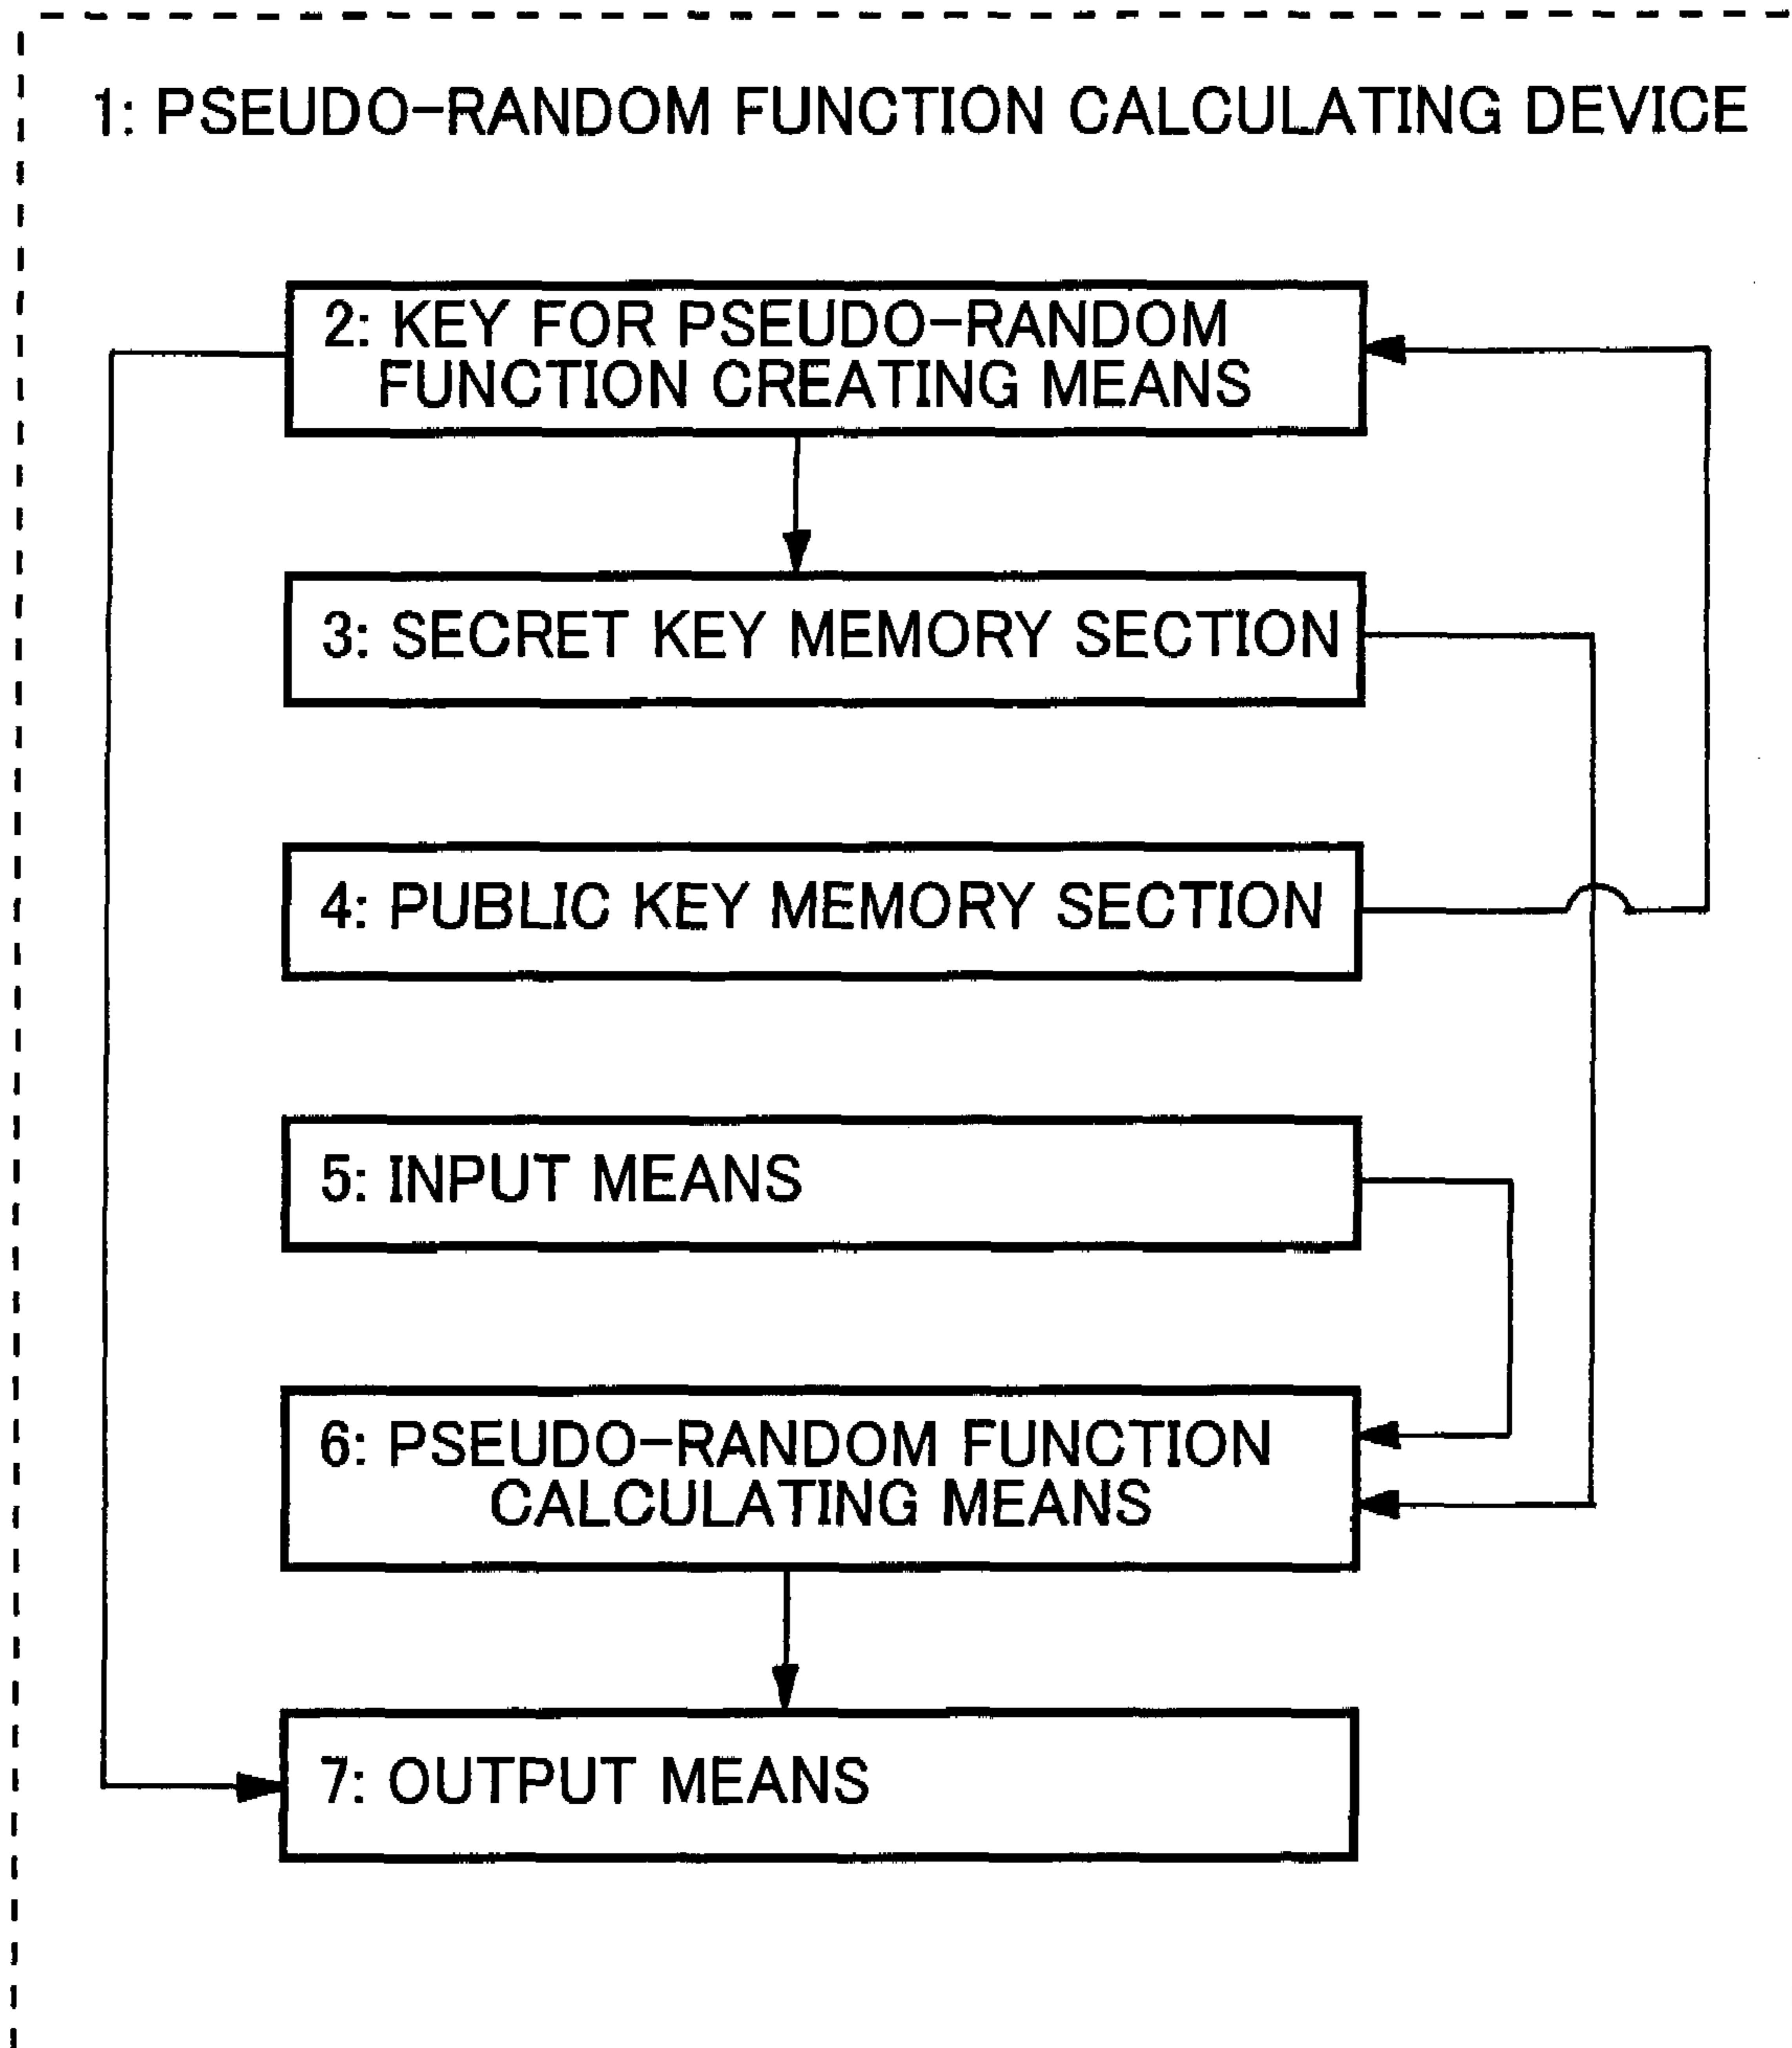 1: PSEUDO-RANDOM FUNCTION CALCULATING DEVICE
2: KEY FOR PSEUDO-RANDOM
FUNCTION CREATING MEANS
3: SECRET KEY MEMORY SECTION
4: PUBLIC KEY MEMORY SECTION
5: INPUT MEANS
6: PSEUDO-RANDOM FUNCTION
CALCULATING MEANS
7: OUTPUT MEANS